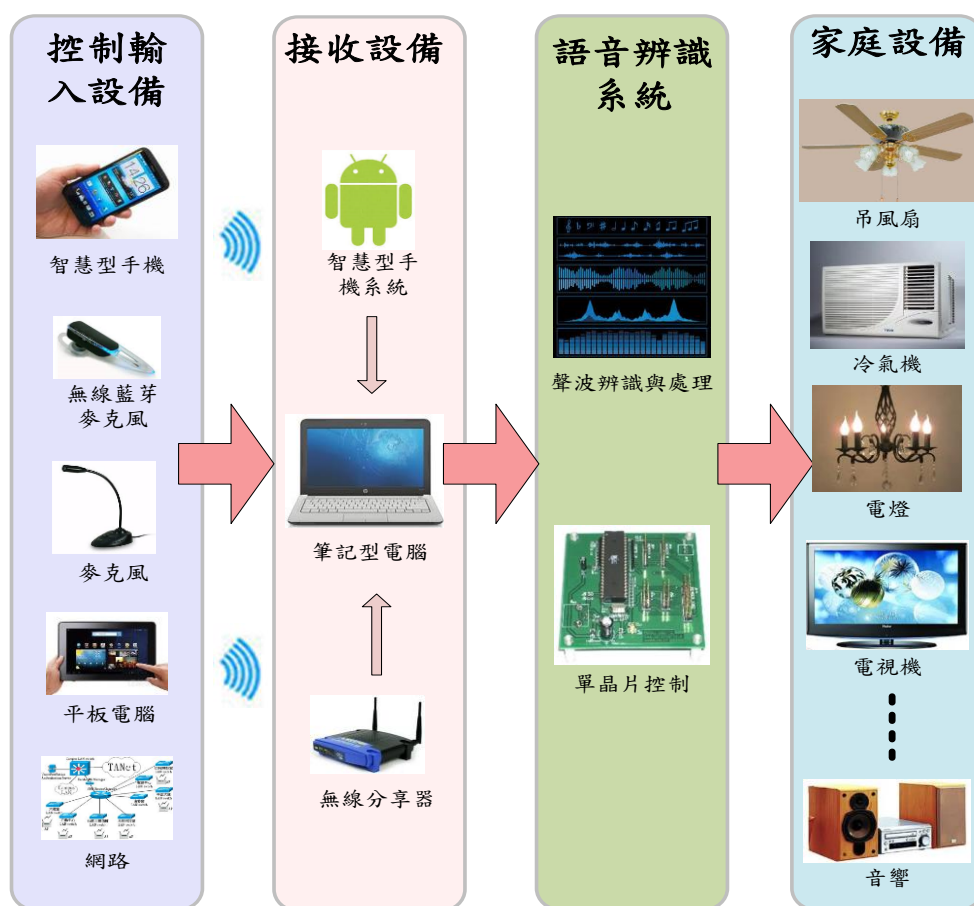 控制輸
入設備
智慧型手機
無線藍芽
麥克風
麥克風
平板電腦
TANet
網路
接收設備
智慧型手
機系統
筆記型電腦
無線分享器
語音辨識
系統
聲波辨識與處理
單晶片控制
家庭設備
吊風扇
冷氣機
電燈
電視機
音響